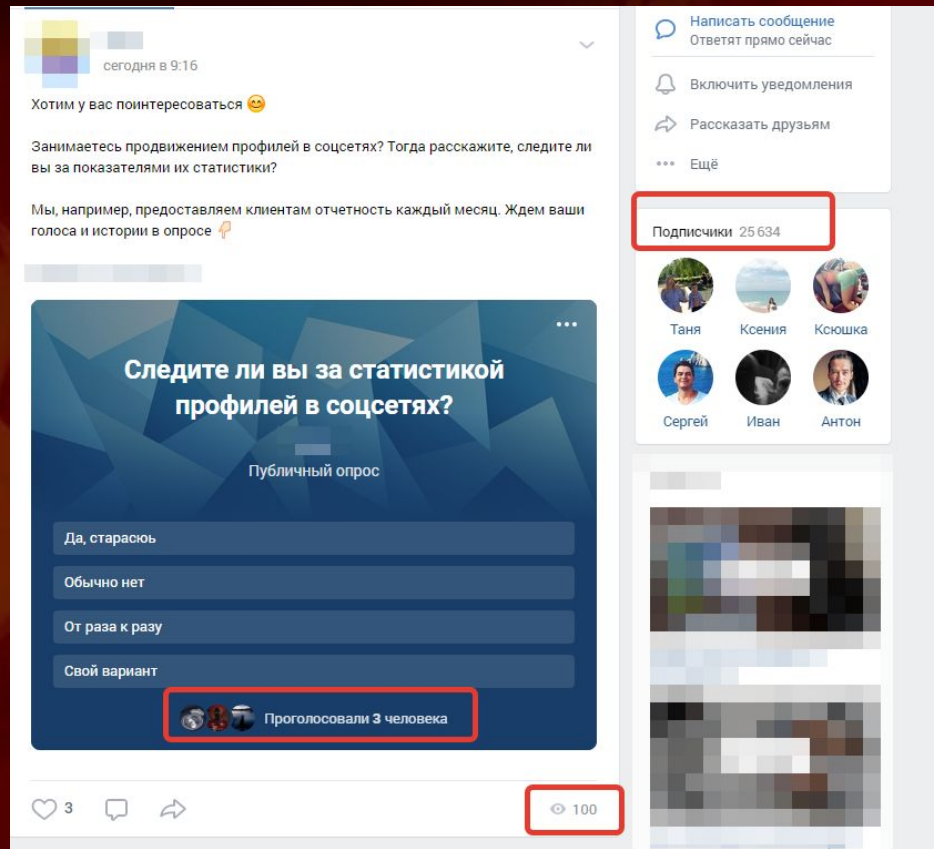 сегодня в 9:16
Хотим у вас поинтересоваться 😊
Занимаетесь продвижением профилей в соцсетях? Тогда расскажите, следите ли
вы за показателями их статистики?
Мы, например, предоставляем клиентам отчетность каждый месяц. Ждем ваши
голоса и истории в опросе 👇🏻
Следите ли вы за статистикой
профилей в соцсетях?
Публичный опрос
Да, старасюь
Обычно нет
От раза к разу
Свой вариант
Проголосовали 3 человека
3
100
Написать сообщение
Ответят прямо сейчас
Включить уведомления
Рассказать друзьям
Ещё
Подписчики 25 634
Таня Ксения Ксюшка
Сергей Иван Антон